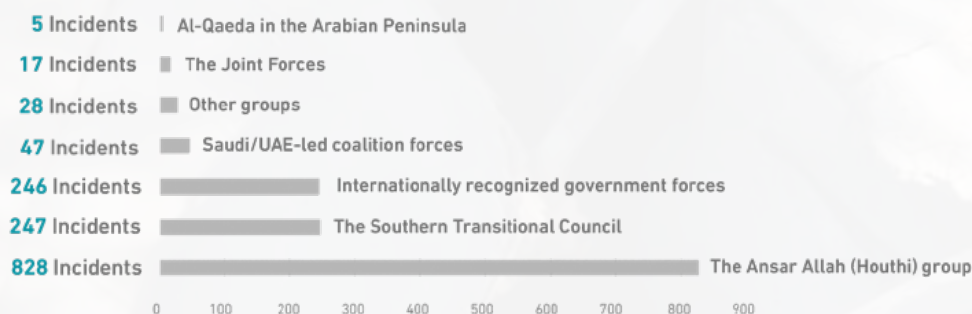 5 Incidents Al-Qaeda in the Arabian Peninsula
17 Incidents The Joint Forces
28 Incidents Other groups
47 Incidents Saudi/UAE-led coalition forces
246 Incidents Internationally recognized government forces
247 Incidents The Southern Transitional Council
828 Incidents The Ansar Allah (Houthi) group
0 100 200 300 400 500 600 700 800 900